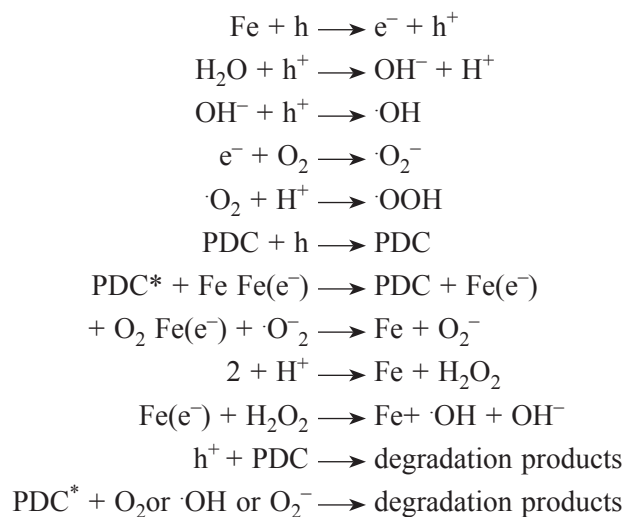 Fe + h ⟶ e⁻ + h⁺
H₂O + h⁺ ⟶ OH⁻ + H⁺
OH⁻ + h⁺ ⟶ ·OH
e⁻ + O₂ ⟶ ·O₂⁻
·O₂ + H⁺ ⟶ ·OOH
PDC + h ⟶ PDC
PDC* + Fe Fe(e⁻) ⟶ PDC + Fe(e⁻)
+ O₂ Fe(e⁻) + ·O⁻₂ ⟶ Fe + O₂⁻
2 + H⁺ ⟶ Fe + H₂O₂
Fe(e⁻) + H₂O₂ ⟶ Fe+ ·OH + OH⁻
h⁺ + PDC ⟶ degradation products
PDC* + O₂or ·OH or O₂⁻ ⟶ degradation products